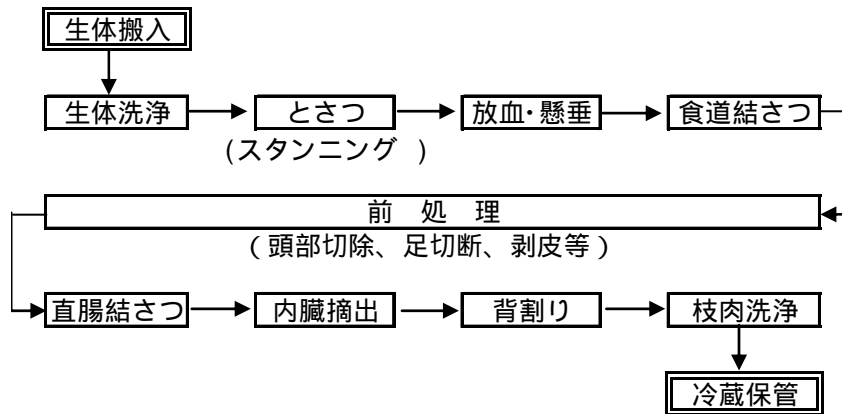 生体搬入
生体洗浄 とさつ 放血・懸垂 食道結さつ
(スタンニング )
前 処 理
(頭部切除、足切断、剥皮等)
直腸結さつ 内臓摘出 背割り 枝肉洗浄
冷蔵保管